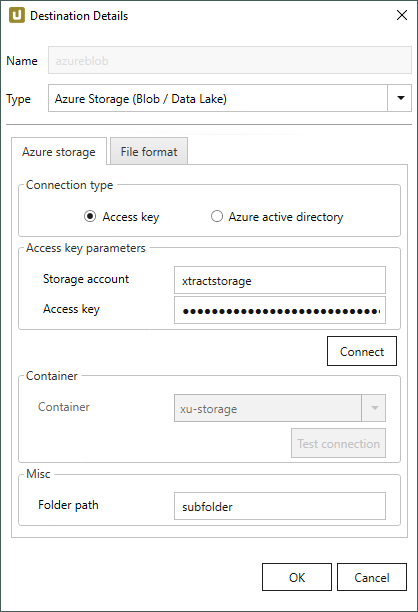 Destination Details
Name azureblob
Type Azure Storage (Blob / Data Lake)
Azure storage File format
Connection type
Access key Azure active directory
Access key parameters
Storage account xtractstorage
Access key ●●●●●●●●●●●●●●●●●●●●●●●●●●●●●
Connect
Container
Container xu-storage
Test connection
Misc
Folder path subfolder
OK Cancel